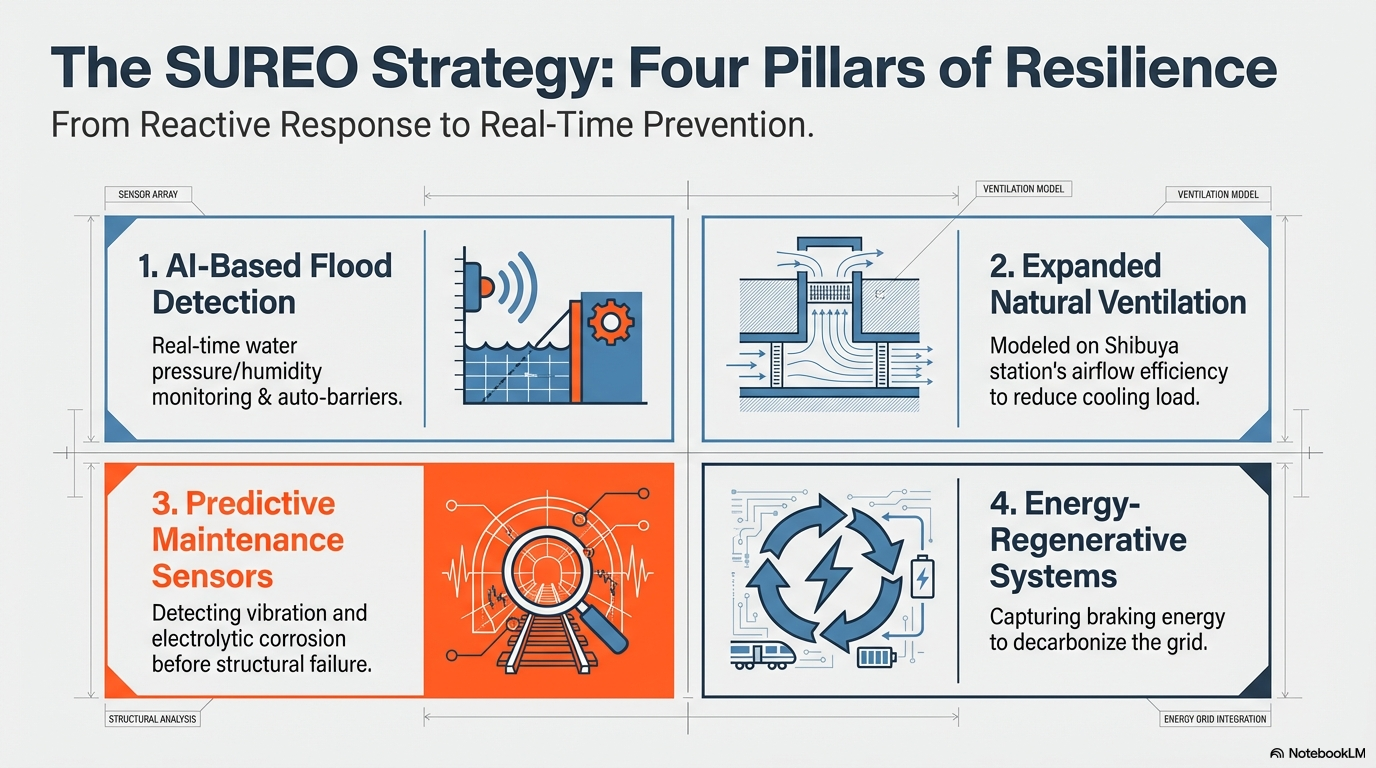 The SUREO Strategy: Four Pillars of Resilience
From Reactive Response to Real-Time Prevention.
SENSOR ARRAY
VENTILATION MODEL
VENTILATION MODEL
1. AI-Based Flood
Detection
Real-time water
pressure/humidity
monitoring & auto-barriers.
2. Expanded
Natural Ventilation
Modeled on Shibuya
station's airflow efficiency
to reduce cooling load.
3. Predictive
Maintenance
Sensors
Detecting vibration and
electrolytic corrosion
before structural failure.
4. Energy-
Regenerative
Systems
Capturing braking energy
to decarbonize the grid.
STRUCTURAL ANALYSIS
ENERGY GRID INTEGRATION
NotebookLM